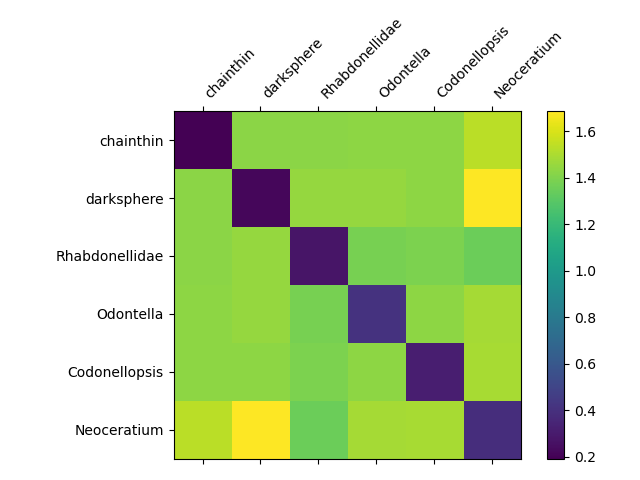 chainthin
darksphere
Rhabdonellidae
Odontella
Codonellopsis
Neoceratium
chainthin
darksphere
Rhabdonellidae
Odontella
Codonellopsis
Neoceratium
1.6
1.4
1.2
1.0
0.8
0.6
0.4
0.2